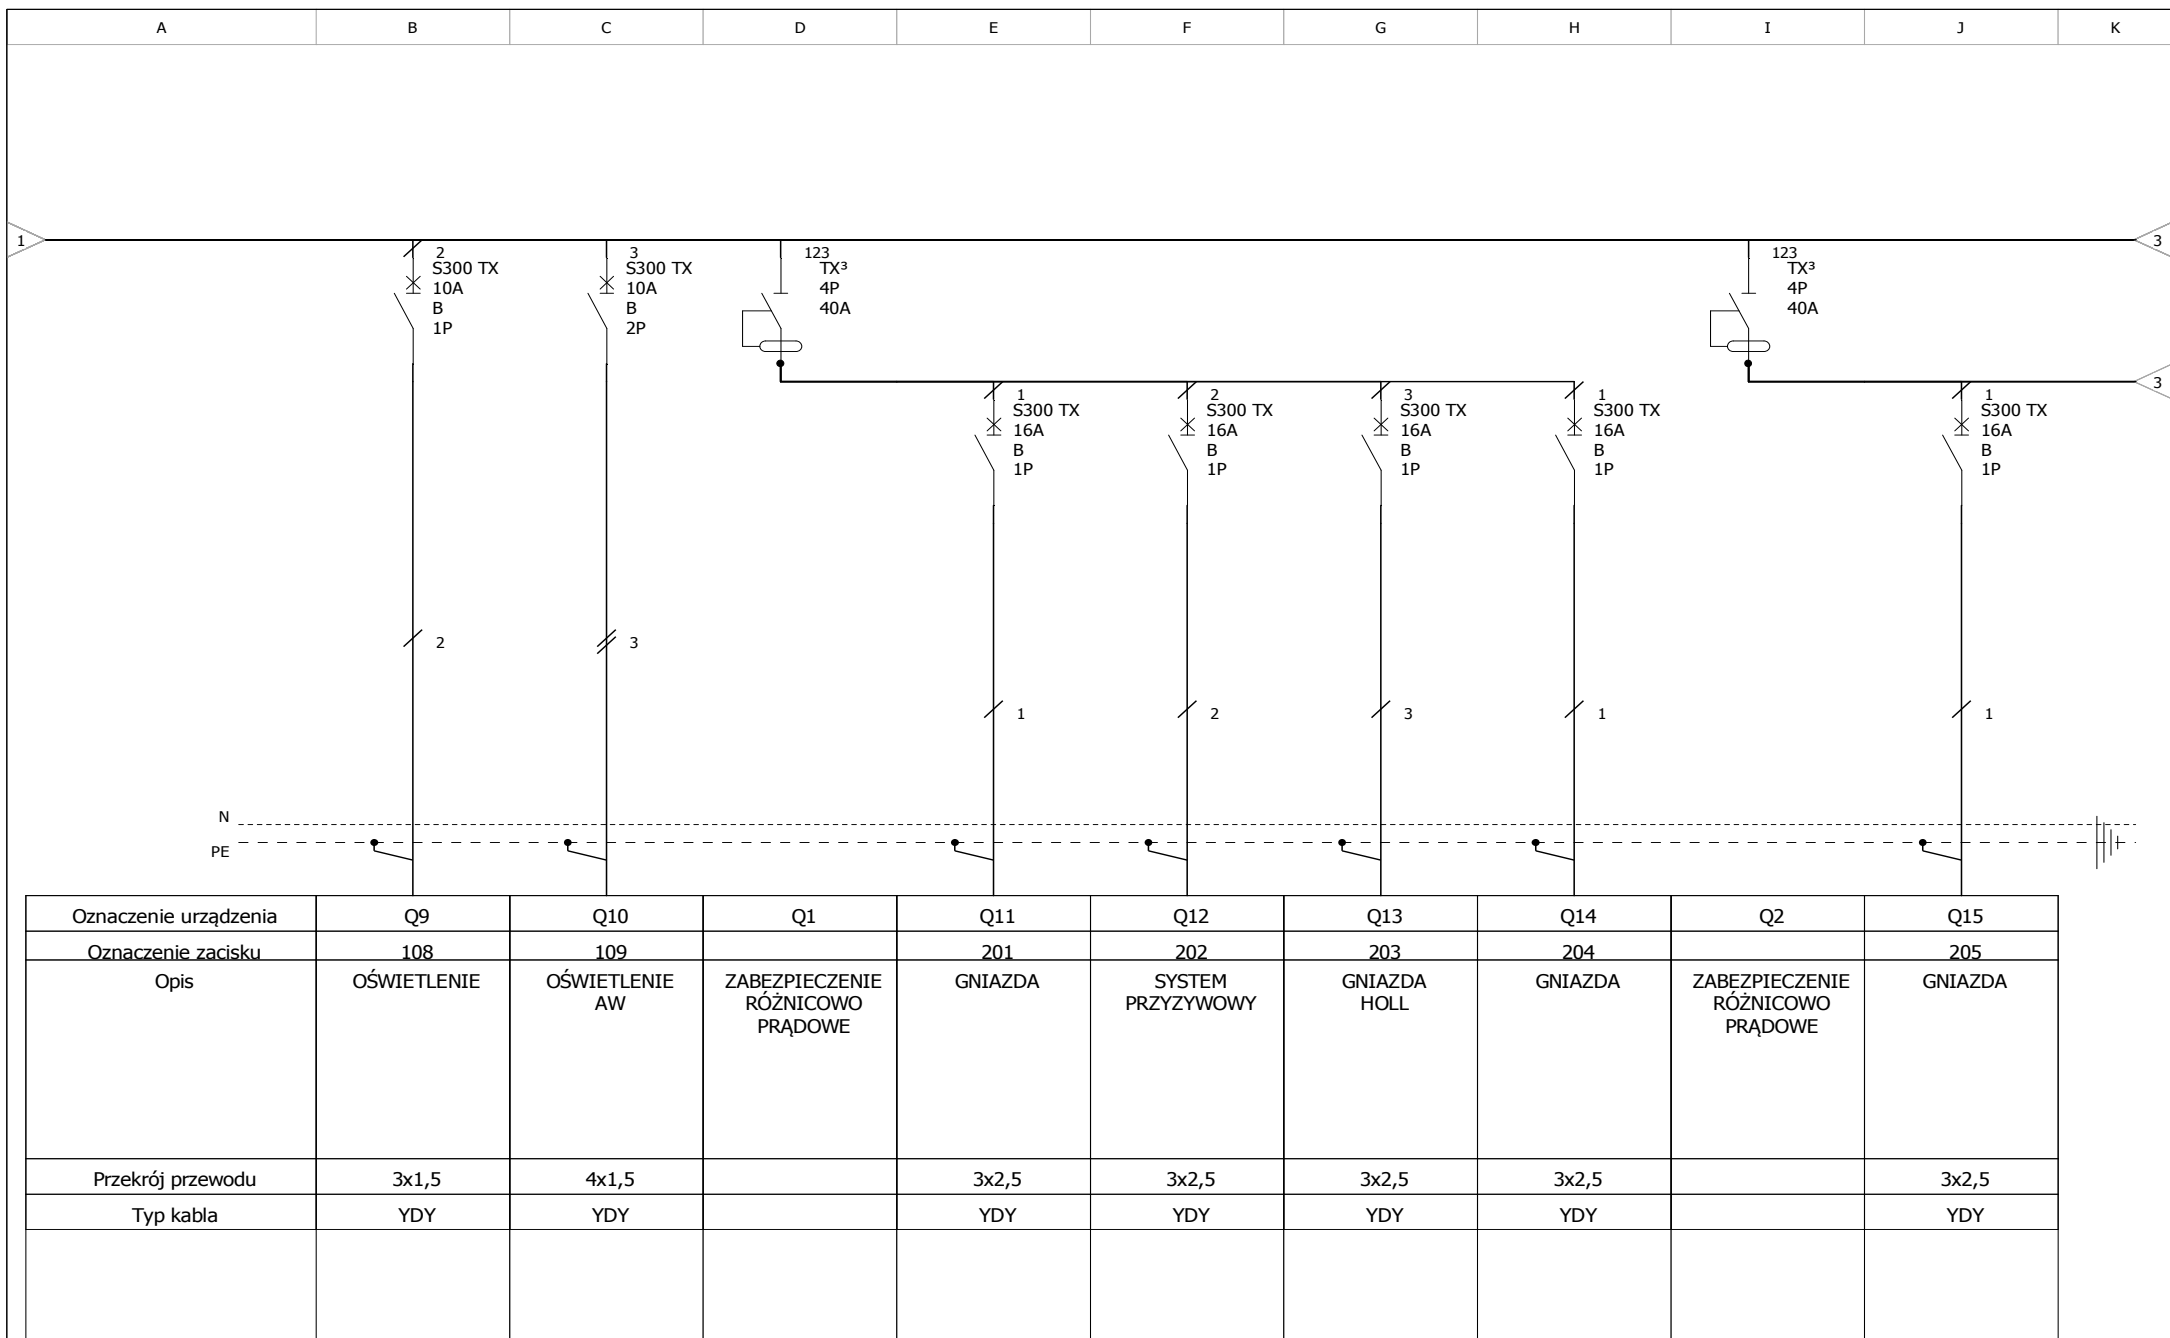 A B C D E F G H I J K
1
3
2
S300 TX
10A
B
1P
3
S300 TX
10A
B
2P
123
TX³
4P
40A
123
TX³
4P
40A
3
1
S300 TX
16A
B
1P
2
S300 TX
16A
B
1P
3
S300 TX
16A
B
1P
1
S300 TX
16A
B
1P
1
S300 TX
16A
B
1P
2 3
1 2 3 1 1
N
PE
Oznaczenie urządzenia Q9 Q10 Q1 Q11 Q12 Q13 Q14 Q2 Q15
Oznaczenie zacisku 108 109 201 202 203 204 205
Opis
OŚWIETLENIE
OŚWIETLENIE
AW
ZABEZPIECZENIE
RÓŻNICOWO
PRĄDOWE
GNIAZDA
SYSTEM
PRZYZYWOWY
GNIAZDA
HOLL
GNIAZDA
ZABEZPIECZENIE
RÓŻNICOWO
PRĄDOWE
GNIAZDA
Przekrój przewodu 3x1,5 4x1,5 3x2,5 3x2,5 3x2,5 3x2,5 3x2,5
Typ kabla YDY YDY YDY YDY YDY YDY YDY